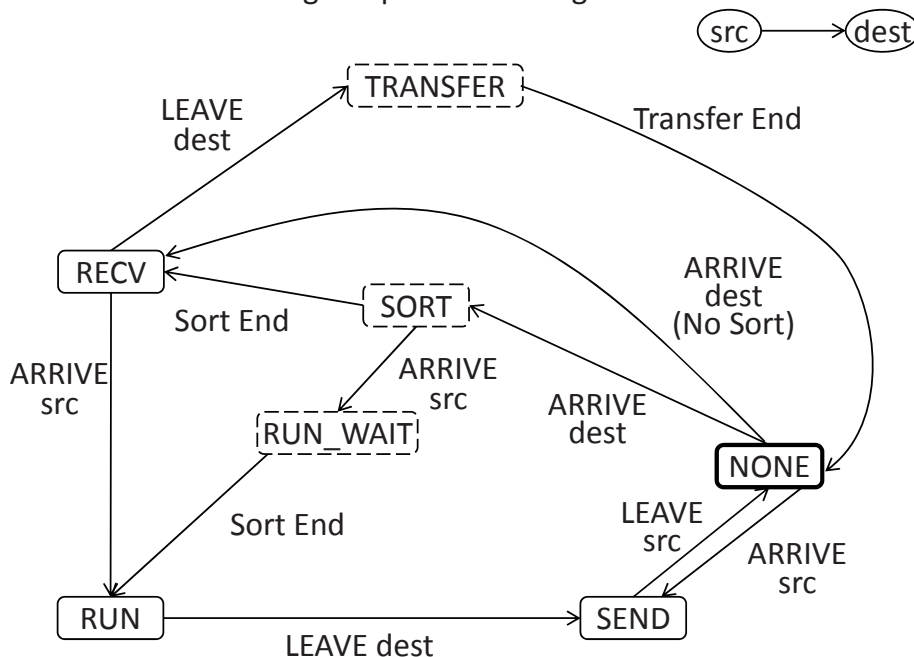 src
dest
TRANSFER
LEAVE
dest
Transfer End
RECV
ARRIVE
dest
(No Sort)
SORT
Sort End
ARRIVE
src
ARRIVE
src
ARRIVE
dest
RUN_WAIT
NONE
LEAVE
src
Sort End
ARRIVE
src
RUN
SEND
LEAVE dest